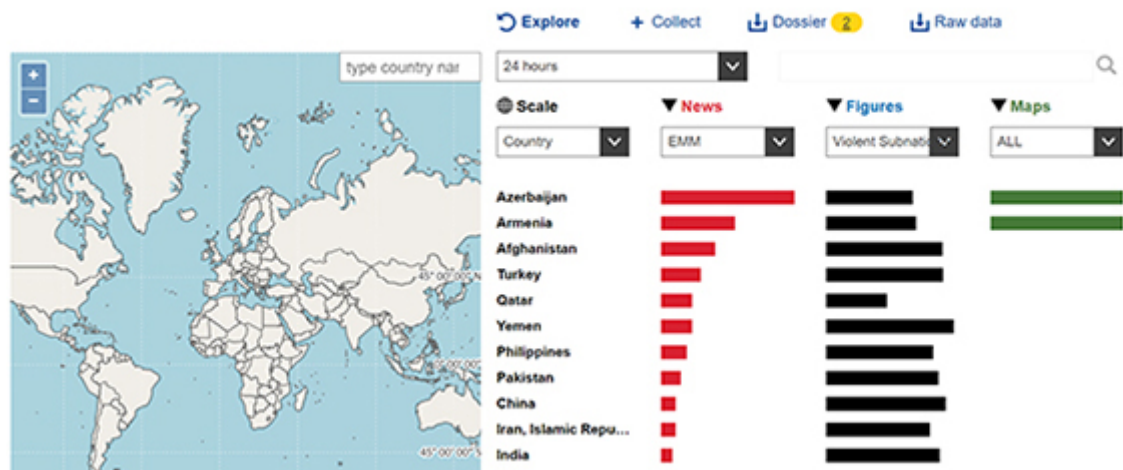 Explore + Collect Dossier 2 Raw data
type country nar
+
−
24 hours
Scale News Figures Maps
Country EMM Violent Subnatic ALL
Azerbaijan
Armenia
Afghanistan
Turkey
Qatar
Yemen
Philippines
Pakistan
China
Iran, Islamic Repu...
India
45° 00' 00" N
45° 00' 00" S